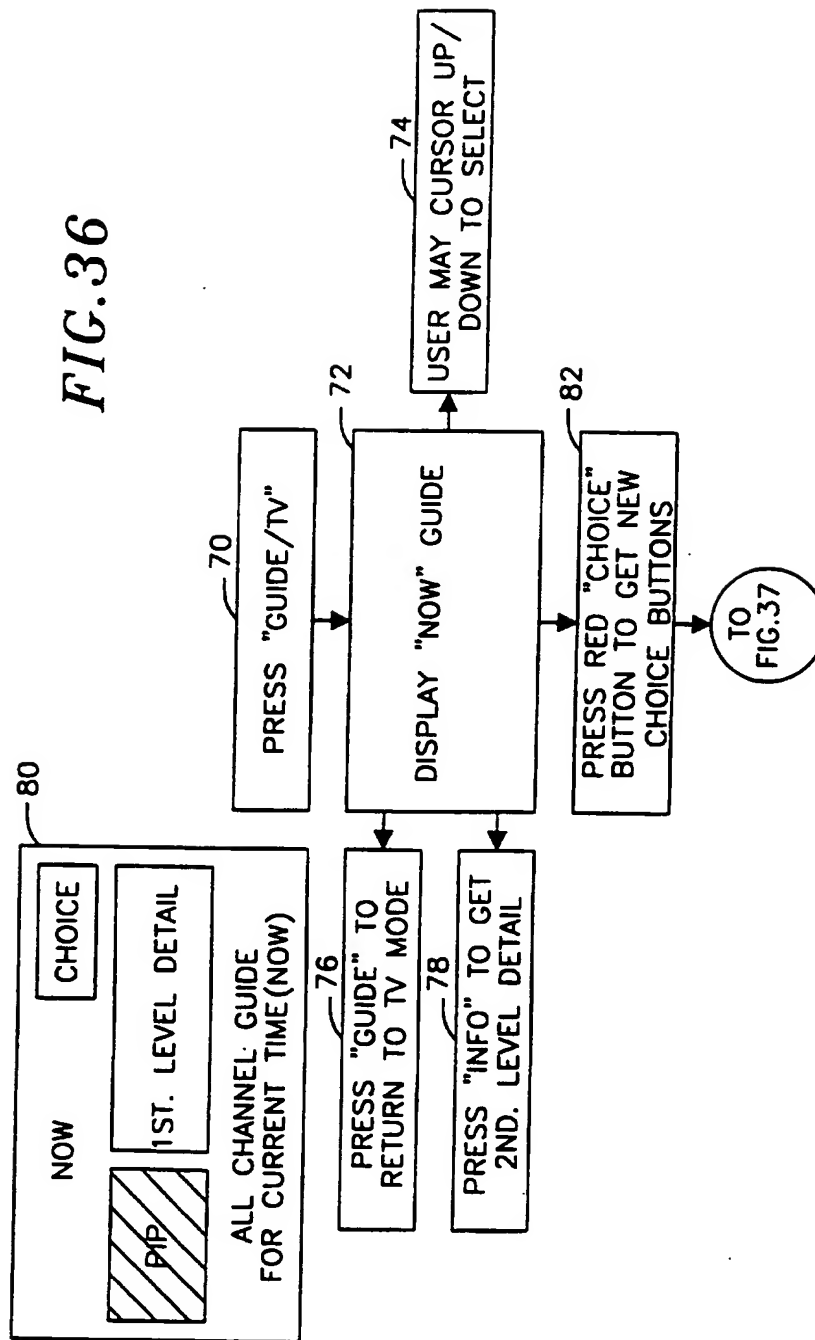 FIG.36
80
NOW
CHOICE
PIP
1ST. LEVEL DETAIL
ALL CHANNEL GUIDE
FOR CURRENT TIME(NOW)
70
PRESS "GUIDE/TV"
72
DISPLAY "NOW" GUIDE
74
USER MAY CURSOR UP/
DOWN TO SELECT
76
PRESS "GUIDE" TO
RETURN TO TV MODE
78
PRESS "INFO" TO GET
2ND. LEVEL DETAIL
82
PRESS RED "CHOICE"
BUTTON TO GET NEW
CHOICE BUTTONS
TO
FIG.37